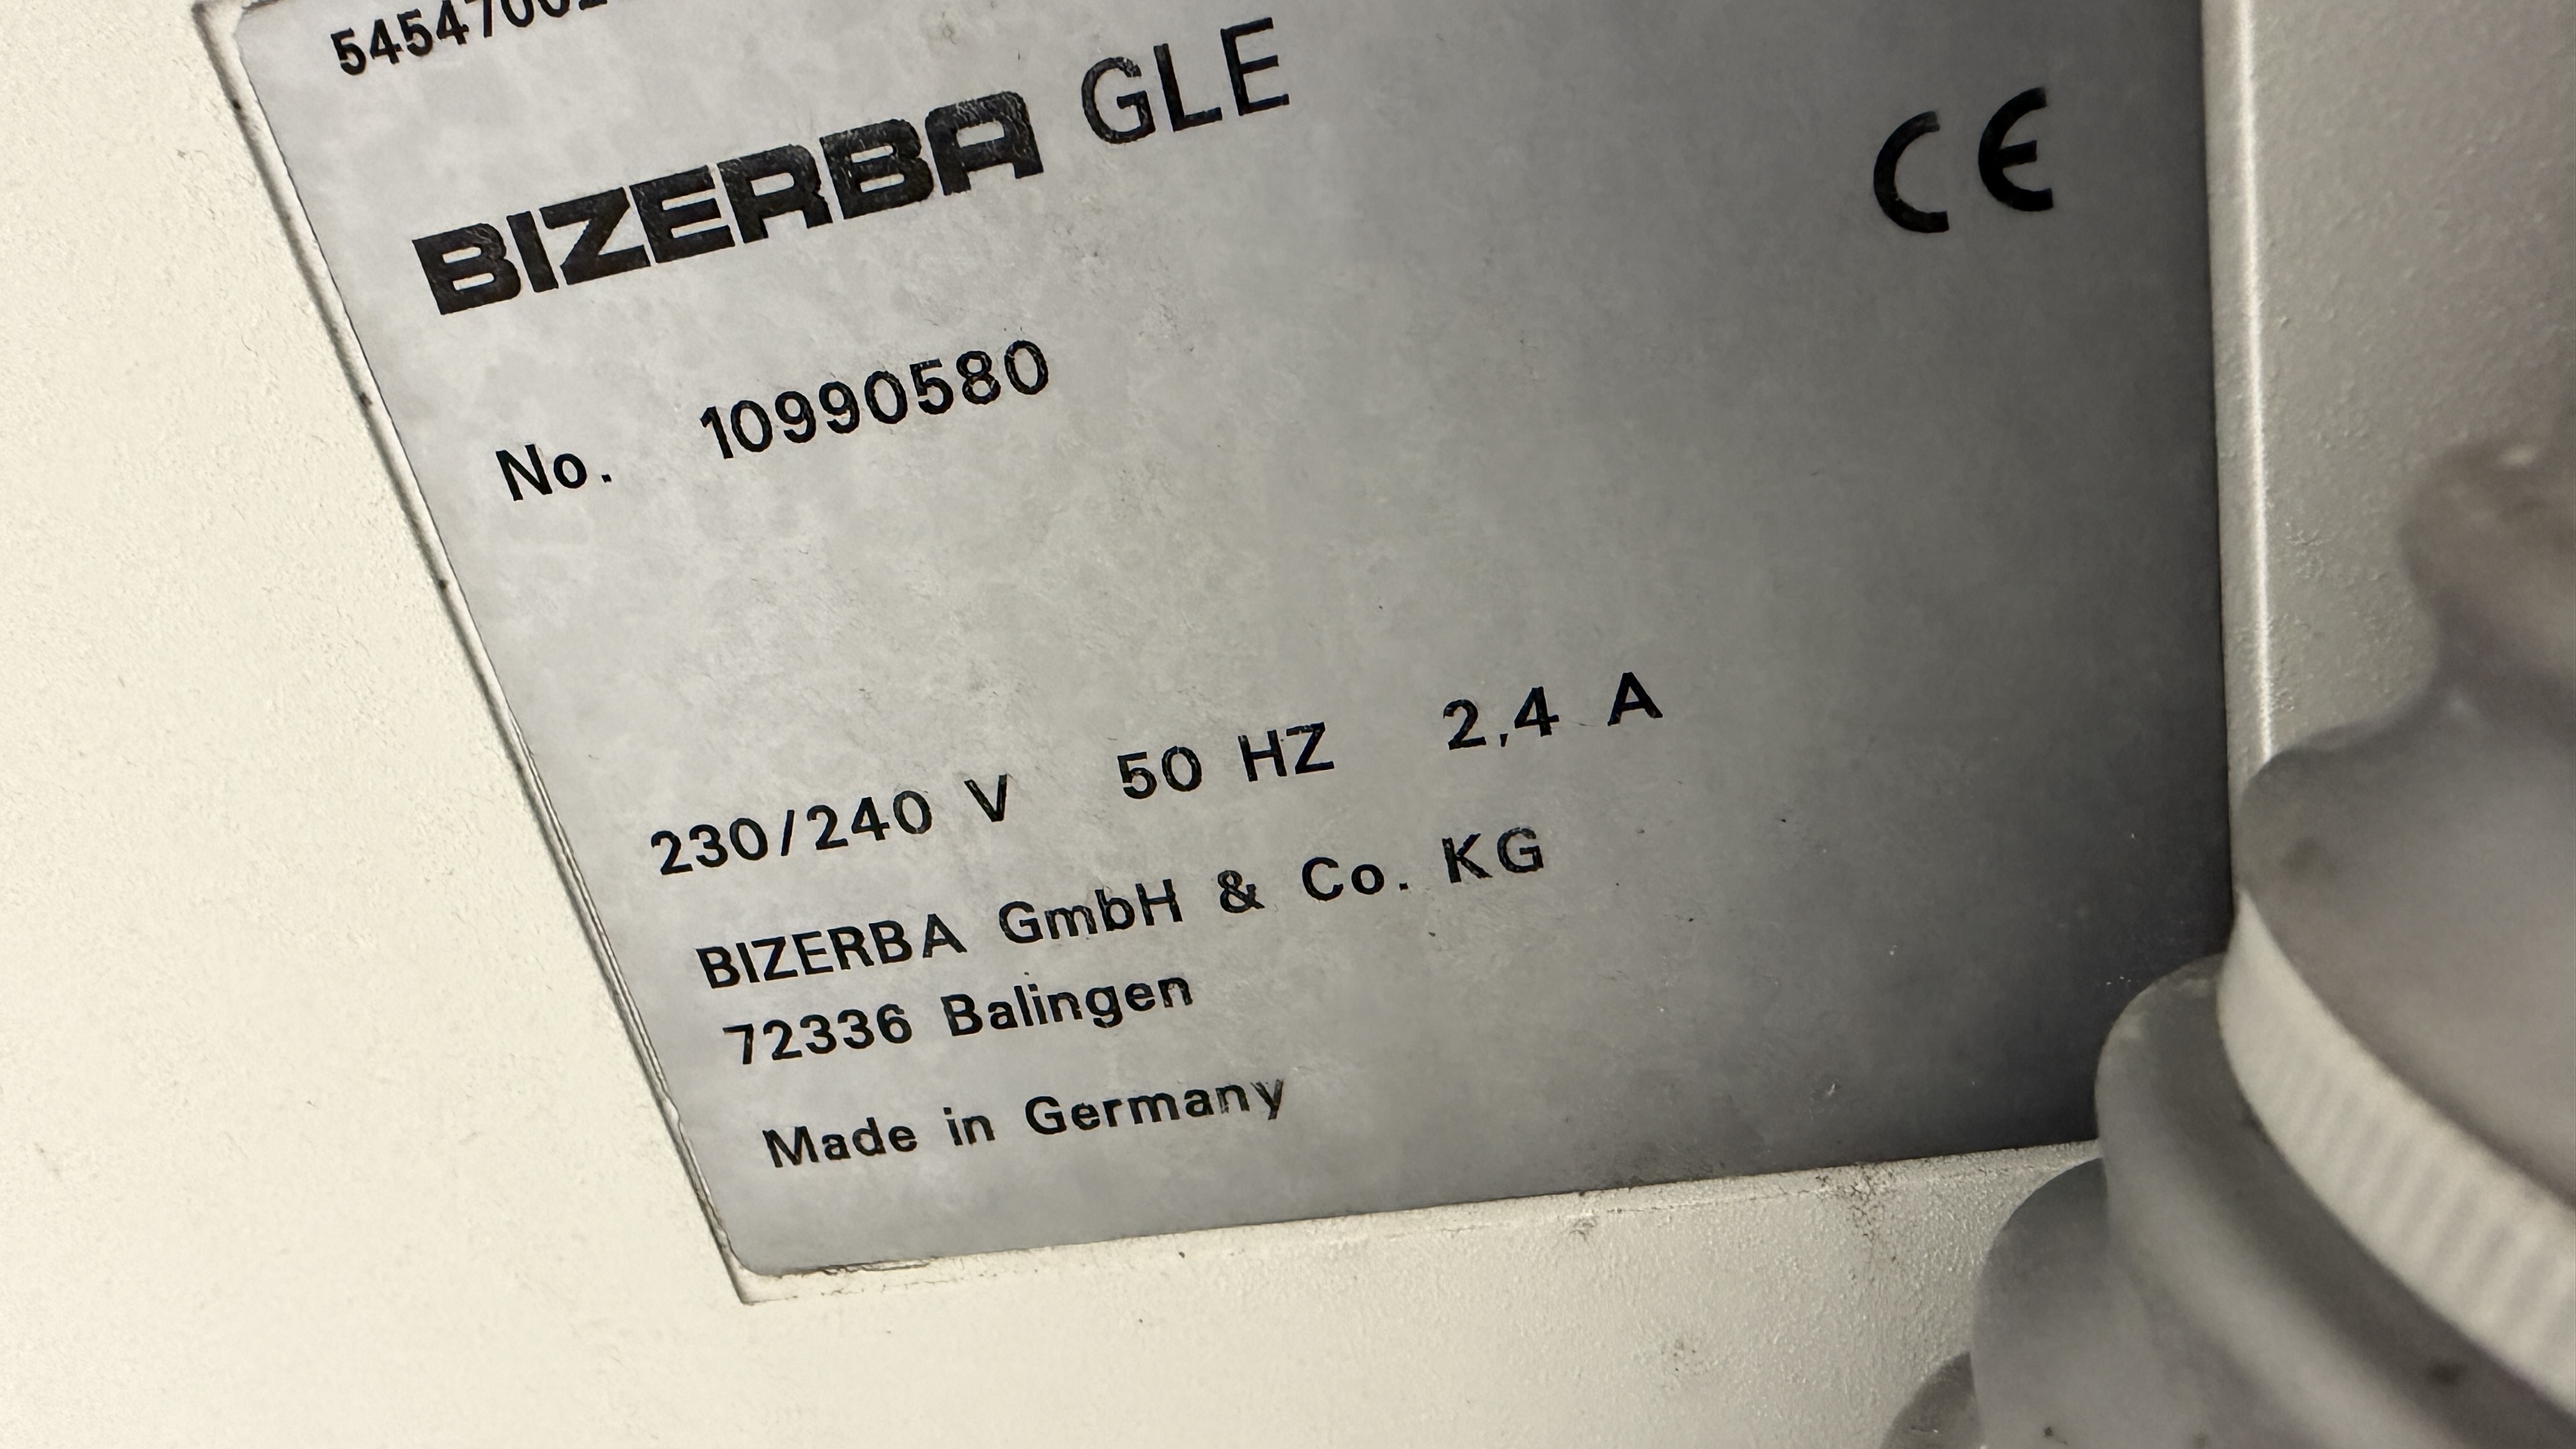 BIZERBA GLE
CE
No. 10990580
230/240 V 50 HZ 2,4 A
BIZERBA GmbH & Co. KG
72336 Balingen
Made in Germany